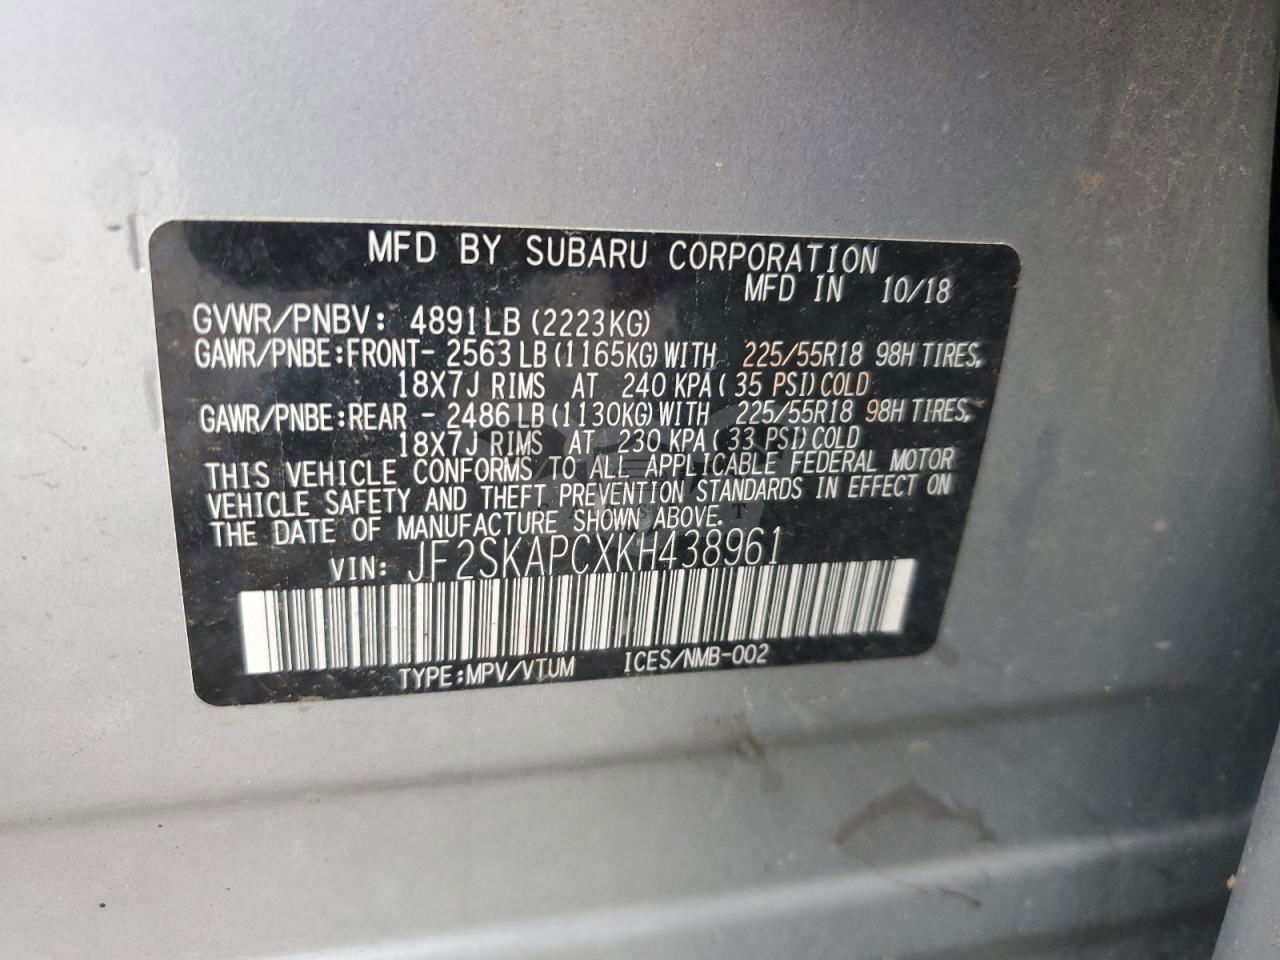 MFD BY SUBARU CORPORATION
MFD IN 10/18
GVWR/PNBV: 4891LB (2223KG)
GAWR/PNBE:FRONT- 2563 LB (1165KG) WITH 225/55R18 98H TIRES,
18X7J RIMS AT 240 KPA ( 35 PSI) COLD
GAWR/PNBE:REAR - 2486 LB (1130KG) WITH 225/55R18 98H TIRES,
18X7J RIMS AT 230 KPA ( 33 PSI) COLD
THIS VEHICLE CONFORMS TO ALL APPLICABLE FEDERAL MOTOR
VEHICLE SAFETY AND THEFT PREVENTION STANDARDS IN EFFECT ON
THE DATE OF MANUFACTURE SHOWN ABOVE.
VIN: JF2SKAPCXKH438961
TYPE:MPV/VTUM ICES/NMB-002